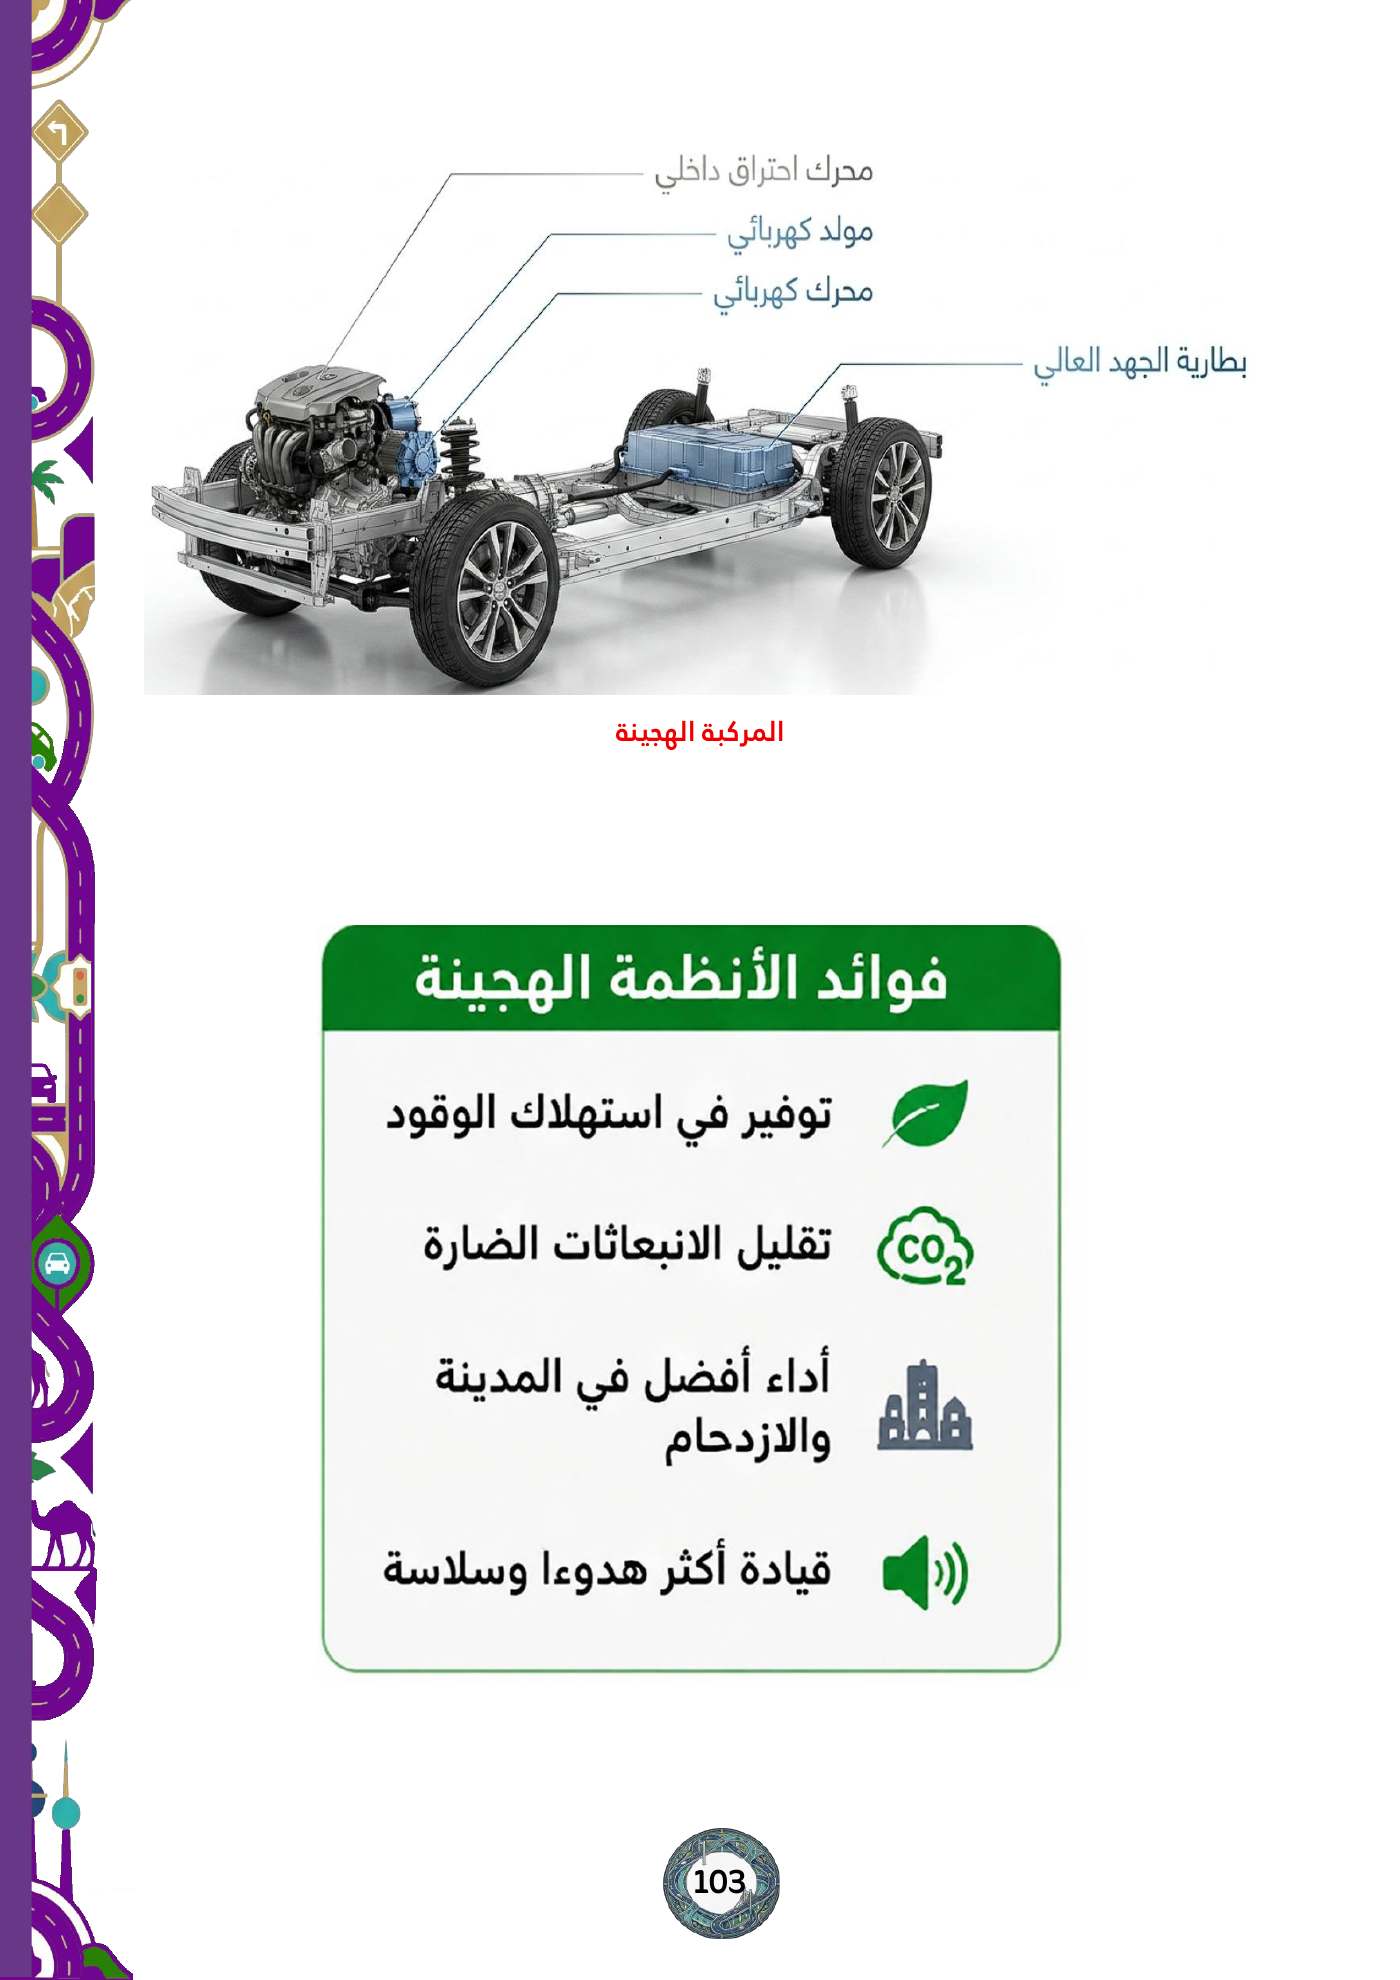 محرك احتراق داخلي
مولد كهربائي
محرك كهربائي
بطارية الجهد العالي
المركبة الهجينة
فوائد الأنظمة الهجينة
توفير في استهلاك الوقود
CO2
تقليل الانبعاثات الضارة
أداء أفضل في المدينة
والازدحام
قيادة أكثر هدوءا وسلاسة
103